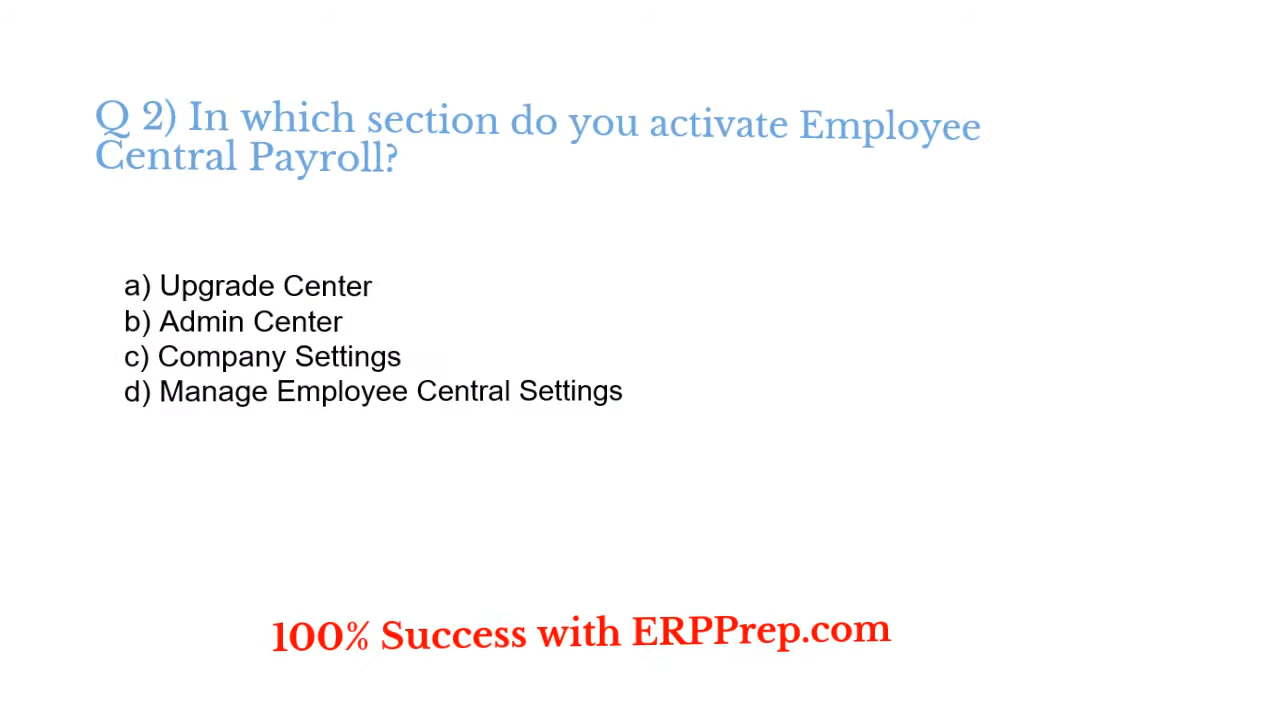 Q 2) In which section do you activate Employee
Central Payroll?
a) Upgrade Center
b) Admin Center
c) Company Settings
d) Manage Employee Central Settings
100% Success with ERPPrep.com